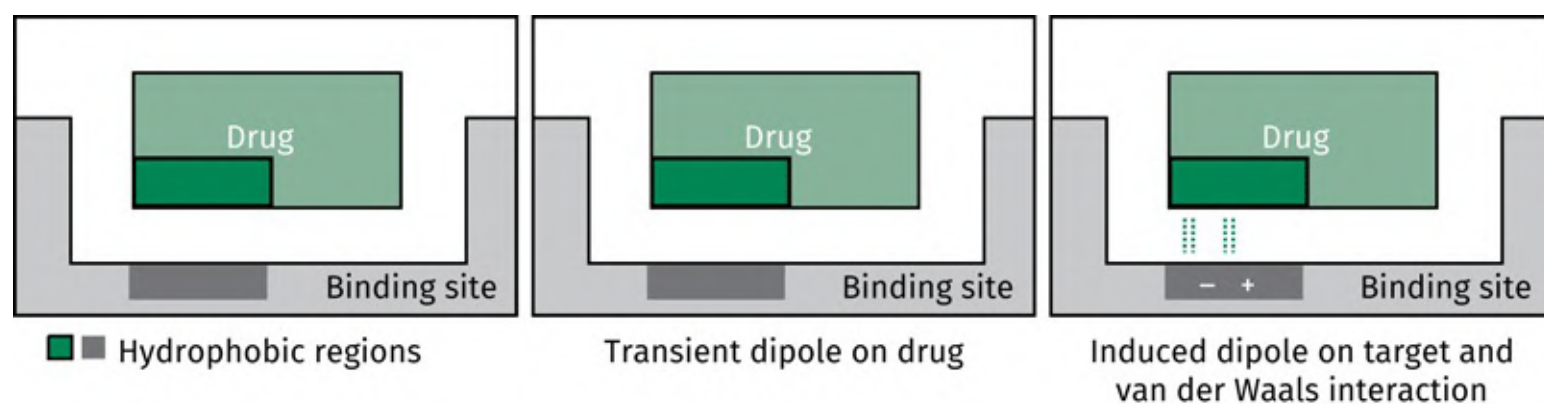 Drug
Binding site
Drug
Binding site
Drug
– +
Binding site
Hydrophobic regions
Transient dipole on drug
Induced dipole on target and
van der Waals interaction